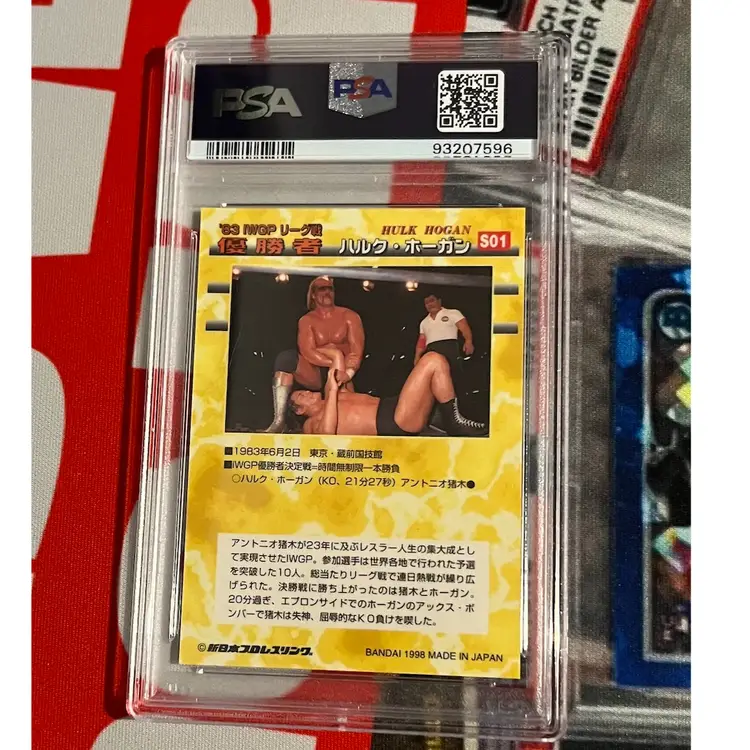 PSA
PSA
93207596
'83 IWGP リーグ戦
優勝者
HULK HOGAN
ハルク・ホーガン
S01
■1983年6月2日 東京・蔵前国技館
■IWGP優勝者決定戦=時間無制限一本勝負
○ハルク・ホーガン（KO、21分27秒）アントニオ猪木●
アントニオ猪木が23年に及ぶレスラー人生の集大成とし
て実現させたIWGP。参加選手は世界各地で行われた予選
を突破した10人。総当たりリーグ戦で連日熱戦が繰り広
げられた。決勝戦に勝ち上がったのは猪木とホーガン。
20分過ぎ、エプロンサイドでのホーガンのアックス・ボ
ンバーで猪木は失神、屈辱的なKO負けを喫した。
©新日本プロレスリング
BANDAI 1998 MADE IN JAPAN